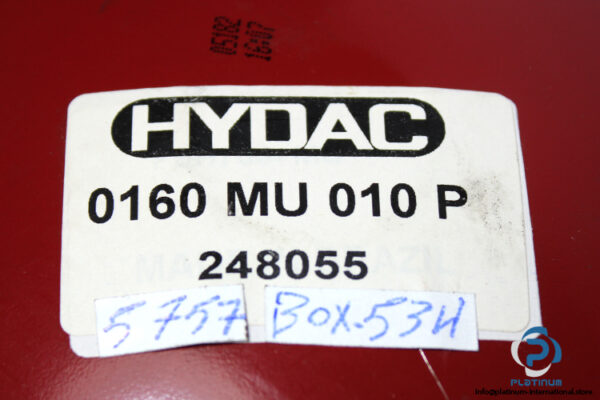 HYDAC
0160 MU 010 P
248055
5757 BOX.534
PLATINUM
info@platinum-international.store